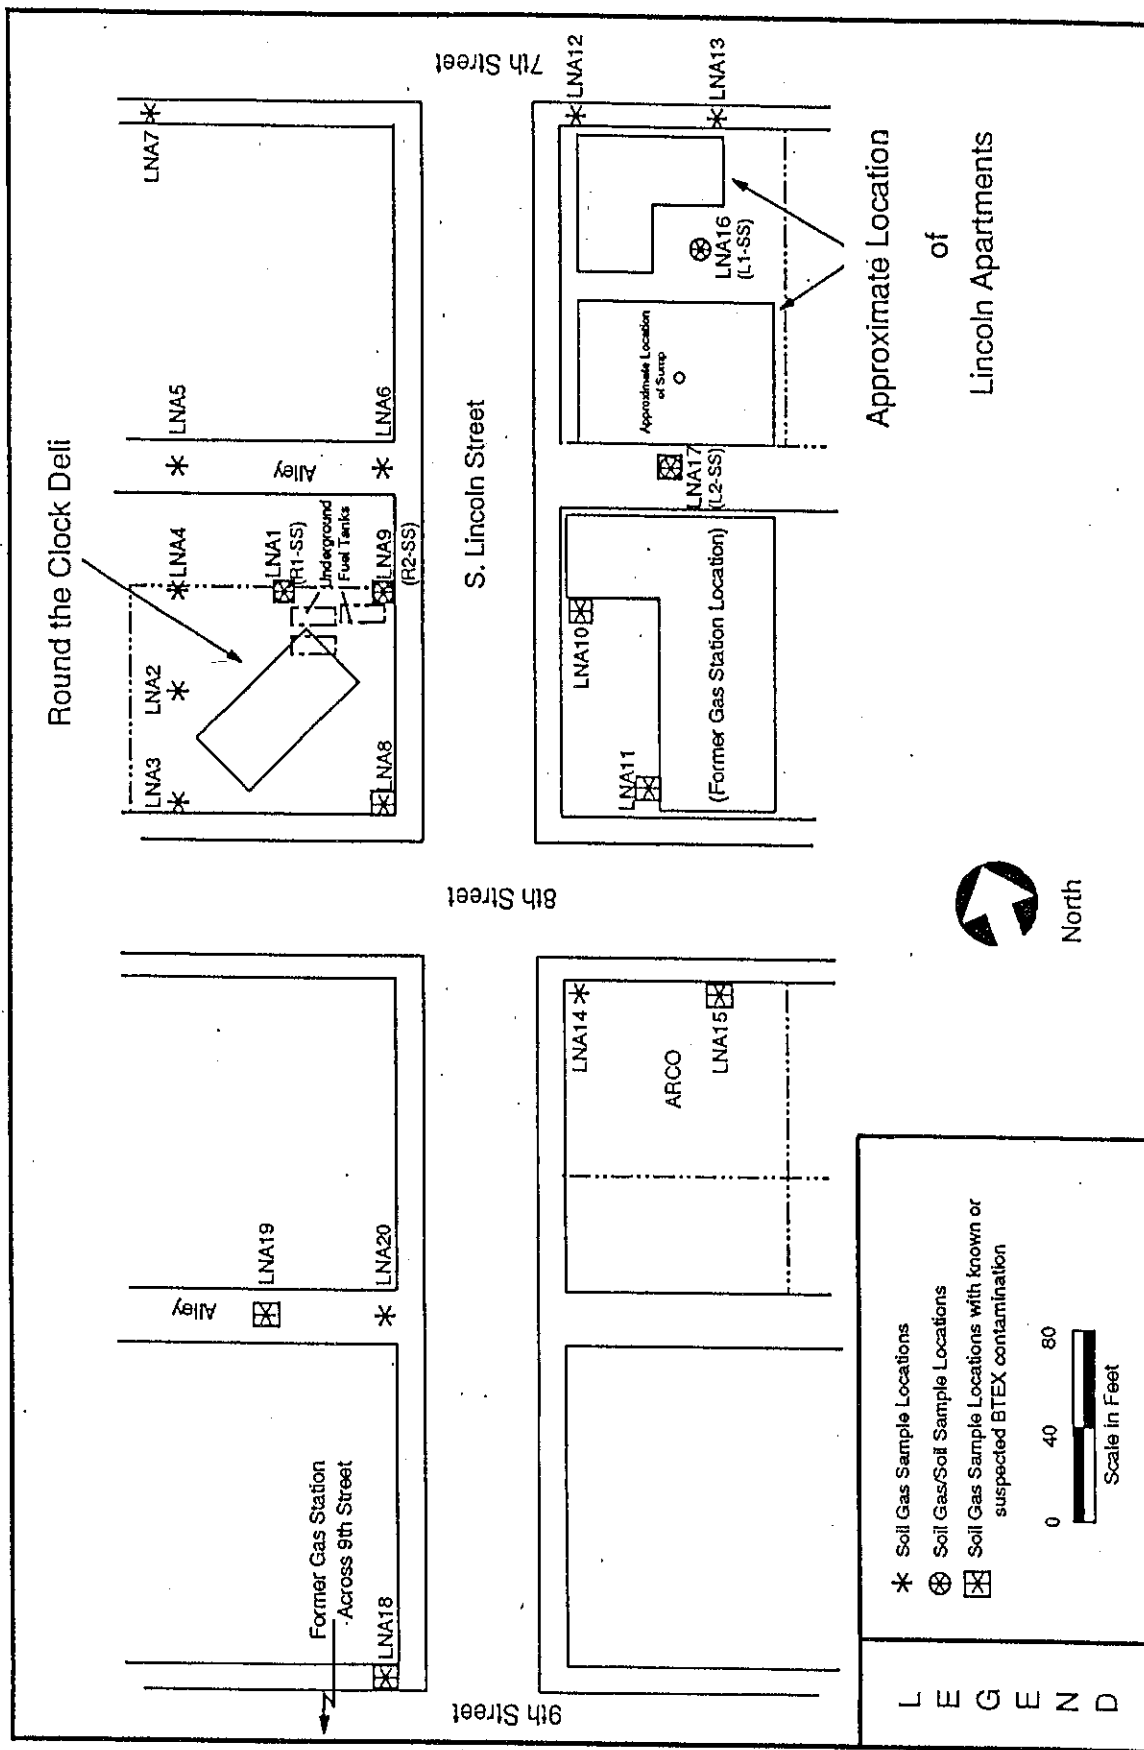 Round the Clock Deli
LNA7
LNA5
LNA4
LNA2
LNA3
Alley
LNA6
LNA1
(R1-SS)
Underground
Fuel Tanks
LNA9
(R2-SS)
LNA8
7th Street
S. Lincoln Street
8th Street
LNA12
LNA13
LNA16
(L1-SS)
Approximate Location
of Sump
LNA17
(L2-SS)
LNA10
LNA11
(Former Gas Station Location)
Approximate Location
of
Lincoln Apartments
Alley
LNA19
LNA20
Former Gas Station
Across 9th Street
LNA18
9th Street
LNA14
ARCO
LNA15
North
LEGEND
Soil Gas Sample Locations
Soil Gas/Soil Sample Locations
Soil Gas Sample Locations with known or
suspected BTEX contamination
0 40 80
Scale in Feet